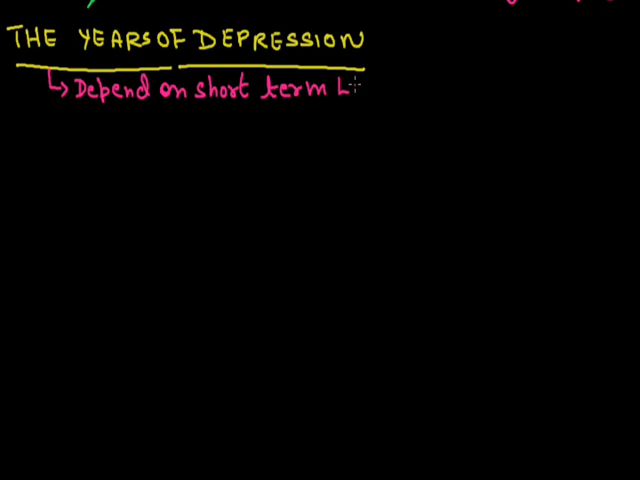 THE YEARS OF DEPRESSION
↳ Depend on short term L